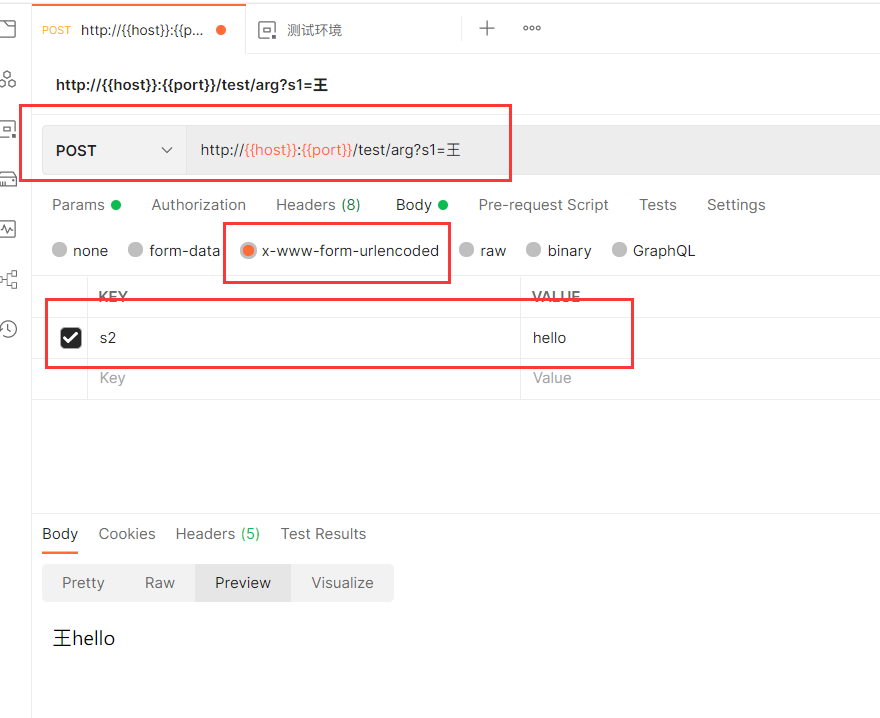 POST http://{{host}}:{{p... 测试环境
http://{{host}}:{{port}}/test/arg?s1=王
POST http://{{host}}:{{port}}/test/arg?s1=王
Params Authorization Headers (8) Body Pre-request Script Tests Settings
none form-data x-www-form-urlencoded raw binary GraphQL
KEY VALUE
s2 hello
Key Value
Body Cookies Headers (5) Test Results
Pretty Raw Preview Visualize
王hello